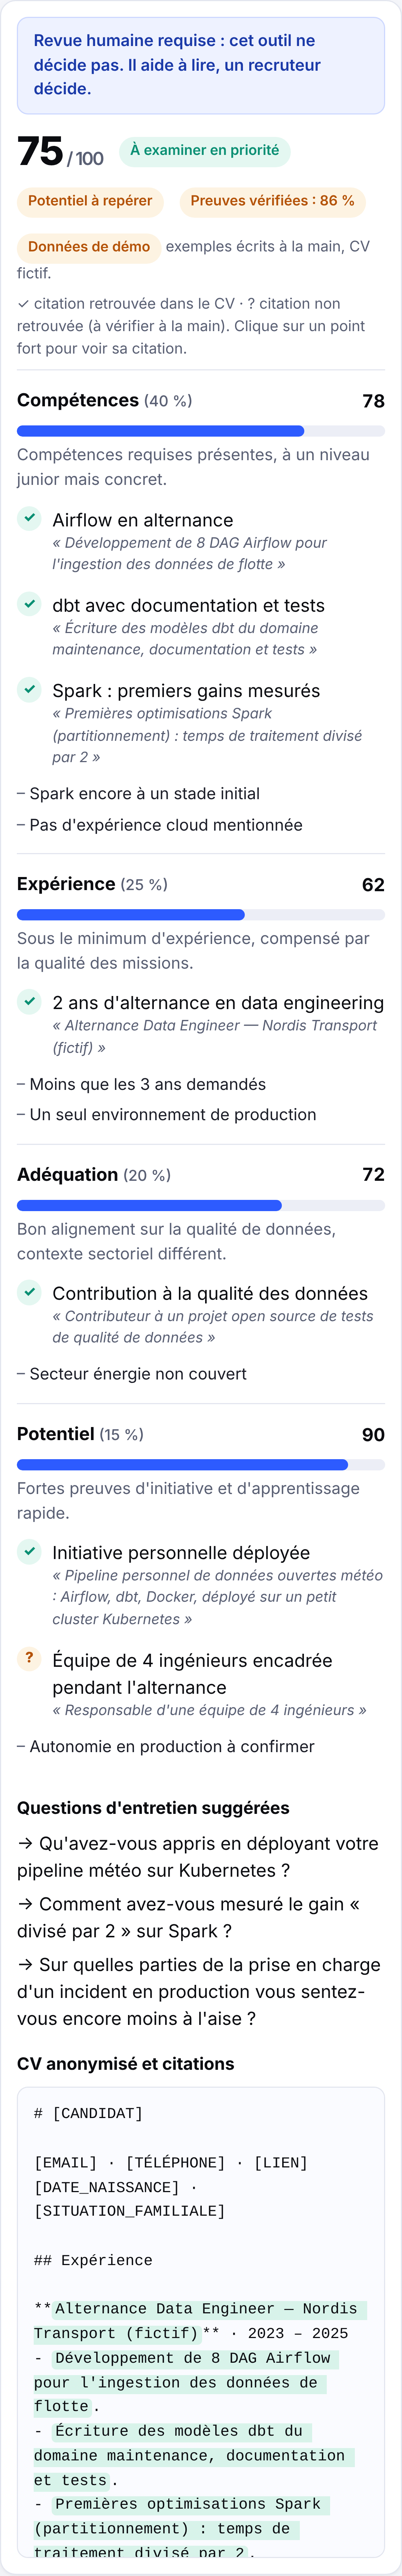 Revue humaine requise : cet outil ne
décide pas. Il aide à lire, un recruteur
décide.
75 / 100 À examiner en priorité
Potentiel à repérer Preuves vérifiées : 86 %
Données de démo exemples écrits à la main, CV
fictif.
✓ citation retrouvée dans le CV · ? citation non
retrouvée (à vérifier à la main). Clique sur un point
fort pour voir sa citation.
Compétences (40 %) 78
Compétences requises présentes, à un niveau
junior mais concret.
✓ Airflow en alternance
« Développement de 8 DAG Airflow pour
l'ingestion des données de flotte »
✓ dbt avec documentation et tests
« Écriture des modèles dbt du domaine
maintenance, documentation et tests »
✓ Spark : premiers gains mesurés
« Premières optimisations Spark
(partitionnement) : temps de traitement divisé
par 2 »
– Spark encore à un stade initial
– Pas d'expérience cloud mentionnée
Expérience (25 %) 62
Sous le minimum d'expérience, compensé par
la qualité des missions.
✓ 2 ans d'alternance en data engineering
« Alternance Data Engineer — Nordis Transport
(fictif) »
– Moins que les 3 ans demandés
– Un seul environnement de production
Adéquation (20 %) 72
Bon alignement sur la qualité de données,
contexte sectoriel différent.
✓ Contribution à la qualité des données
« Contributeur à un projet open source de tests
de qualité de données »
– Secteur énergie non couvert
Potentiel (15 %) 90
Fortes preuves d'initiative et d'apprentissage
rapide.
✓ Initiative personnelle déployée
« Pipeline personnel de données ouvertes météo
: Airflow, dbt, Docker, déployé sur un petit
cluster Kubernetes »
? Équipe de 4 ingénieurs encadrée
pendant l'alternance
« Responsable d'une équipe de 4 ingénieurs »
– Autonomie en production à confirmer
Questions d'entretien suggérées
→ Qu'avez-vous appris en déployant votre
pipeline météo sur Kubernetes ?
→ Comment avez-vous mesuré le gain «
divisé par 2 » sur Spark ?
→ Sur quelles parties de la prise en charge
d'un incident en production vous sentez-
vous encore moins à l'aise ?
CV anonymisé et citations
# [CANDIDAT]
[EMAIL] · [TÉLÉPHONE] · [LIEN]
[DATE_NAISSANCE] ·
[SITUATION_FAMILIALE]
## Expérience
**Alternance Data Engineer — Nordis
Transport (fictif)** · 2023 – 2025
- Développement de 8 DAG Airflow
pour l'ingestion des données de
flotte.
- Écriture des modèles dbt du
domaine maintenance, documentation
et tests.
- Premières optimisations Spark
(partitionnement) : temps de
traitement divisé par 2.